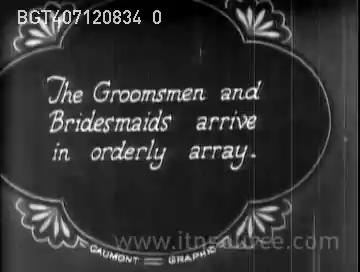 BGT407120834 0
The Groomsmen and
Bridesmaids arrive
in orderly array.
GAUMONT GRAPHIC
www.itnsource.com